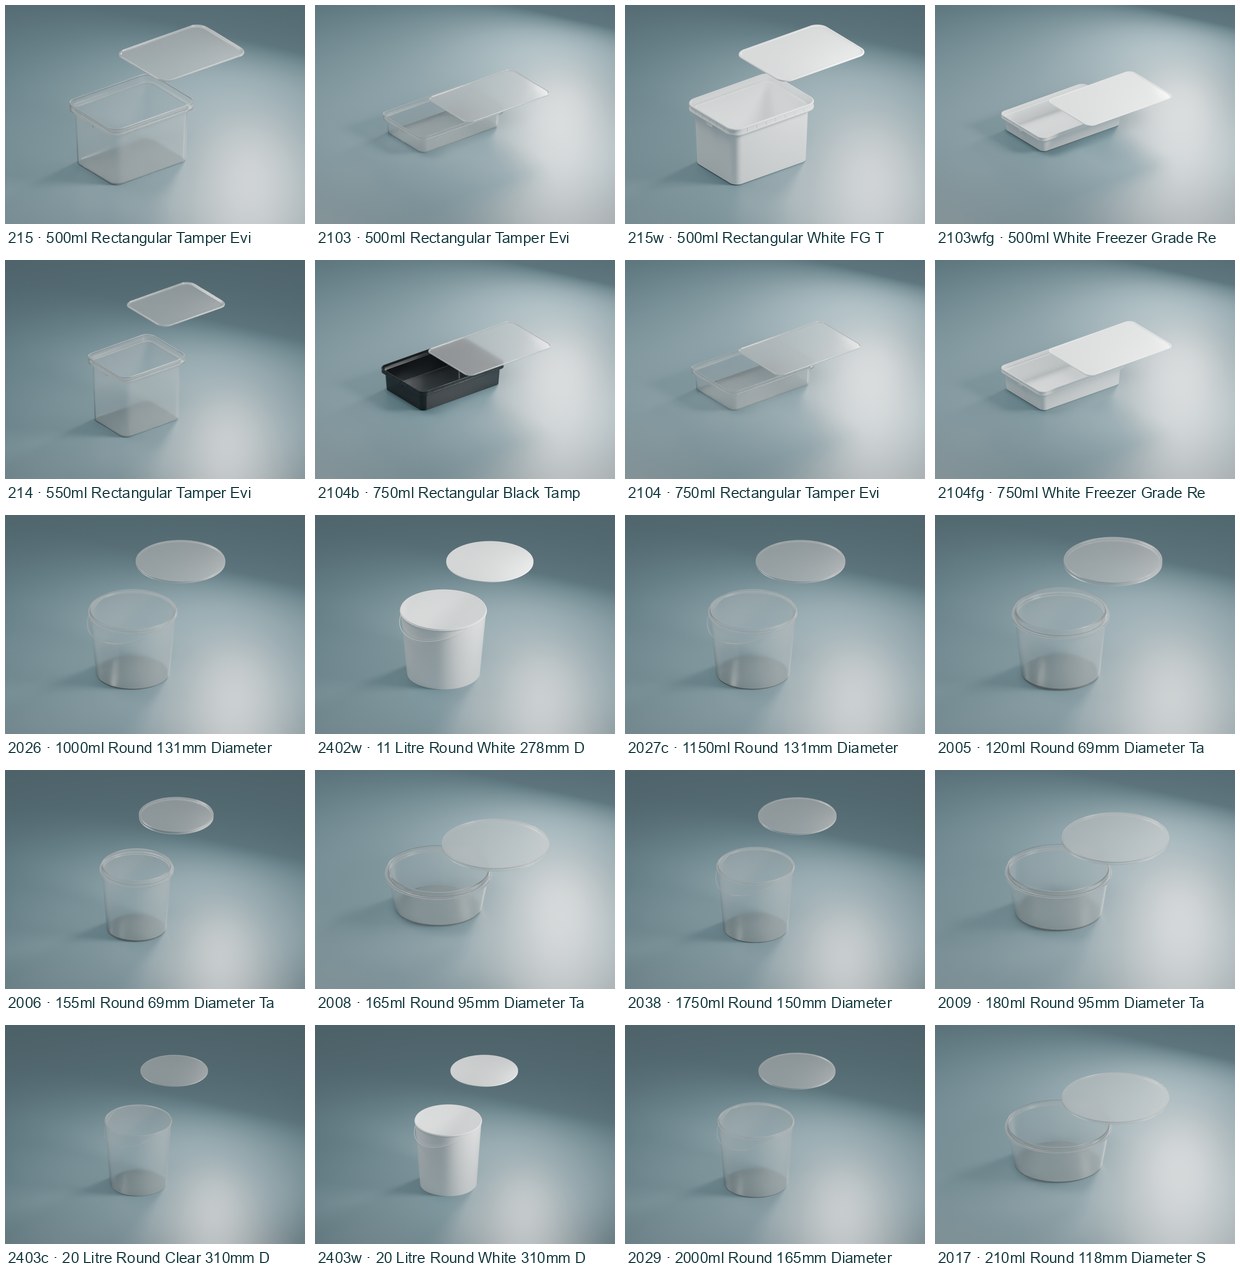 215 · 500ml Rectangular Tamper Evi
2103 · 500ml Rectangular Tamper Evi
215w · 500ml Rectangular White FG T
2103wfg · 500ml White Freezer Grade Re
214 · 550ml Rectangular Tamper Evi
2104b · 750ml Rectangular Black Tamp
2104 · 750ml Rectangular Tamper Evi
2104fg · 750ml White Freezer Grade Re
2026 · 1000ml Round 131mm Diameter
2402w · 11 Litre Round White 278mm D
2027c · 1150ml Round 131mm Diameter
2005 · 120ml Round 69mm Diameter Ta
2006 · 155ml Round 69mm Diameter Ta
2008 · 165ml Round 95mm Diameter Ta
2038 · 1750ml Round 150mm Diameter
2009 · 180ml Round 95mm Diameter Ta
2403c · 20 Litre Round Clear 310mm D
2403w · 20 Litre Round White 310mm D
2029 · 2000ml Round 165mm Diameter
2017 · 210ml Round 118mm Diameter S